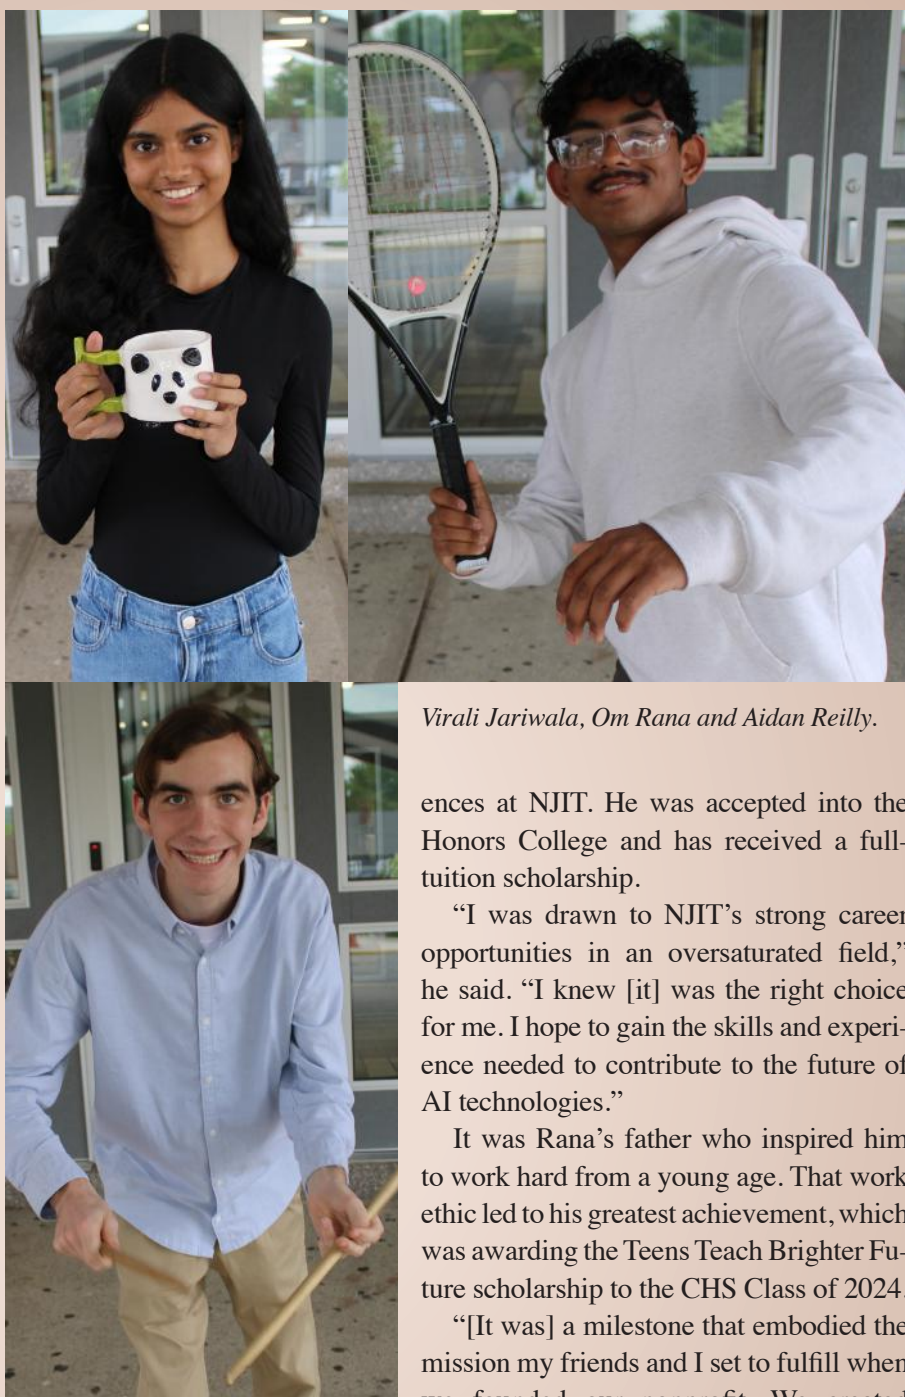 Virali Jariwala, Om Rana and Aidan Reilly.
ences at NJIT. He was accepted into the
Honors College and has received a full-
tuition scholarship.
“I was drawn to NJIT’s strong career
opportunities in an oversaturated field,”
he said. “I knew [it] was the right choice
for me. I hope to gain the skills and experi-
ence needed to contribute to the future of
AI technologies.”
It was Rana’s father who inspired him
to work hard from a young age. That work
ethic led to his greatest achievement, which
was awarding the Teens Teach Brighter Fu-
ture scholarship to the CHS Class of 2024.
“[It was] a milestone that embodied the
mission my friends and I set to fulfill when